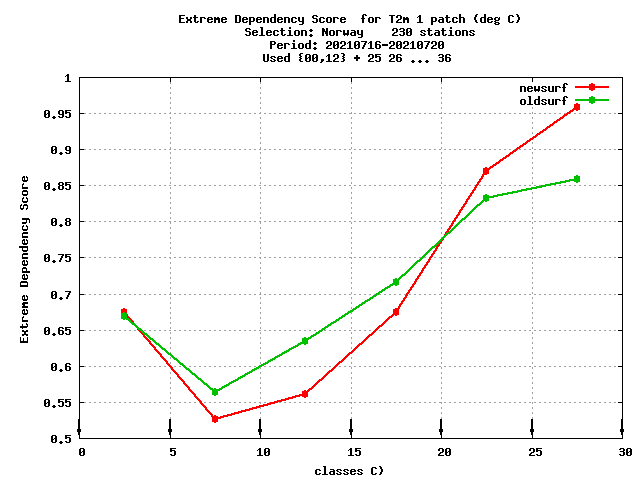 Extreme Dependency Score for T2m 1 patch (deg C)
Selection: Norway 230 stations
Period: 20210716-20210720
Used {00,12} + 25 26 ... 36
newsurf
oldsurf
1
0.95
0.9
0.85
0.8
0.75
0.7
0.65
0.6
0.55
0.5
Extreme Dependency Score
0 5 10 15 20 25 30
classes C)